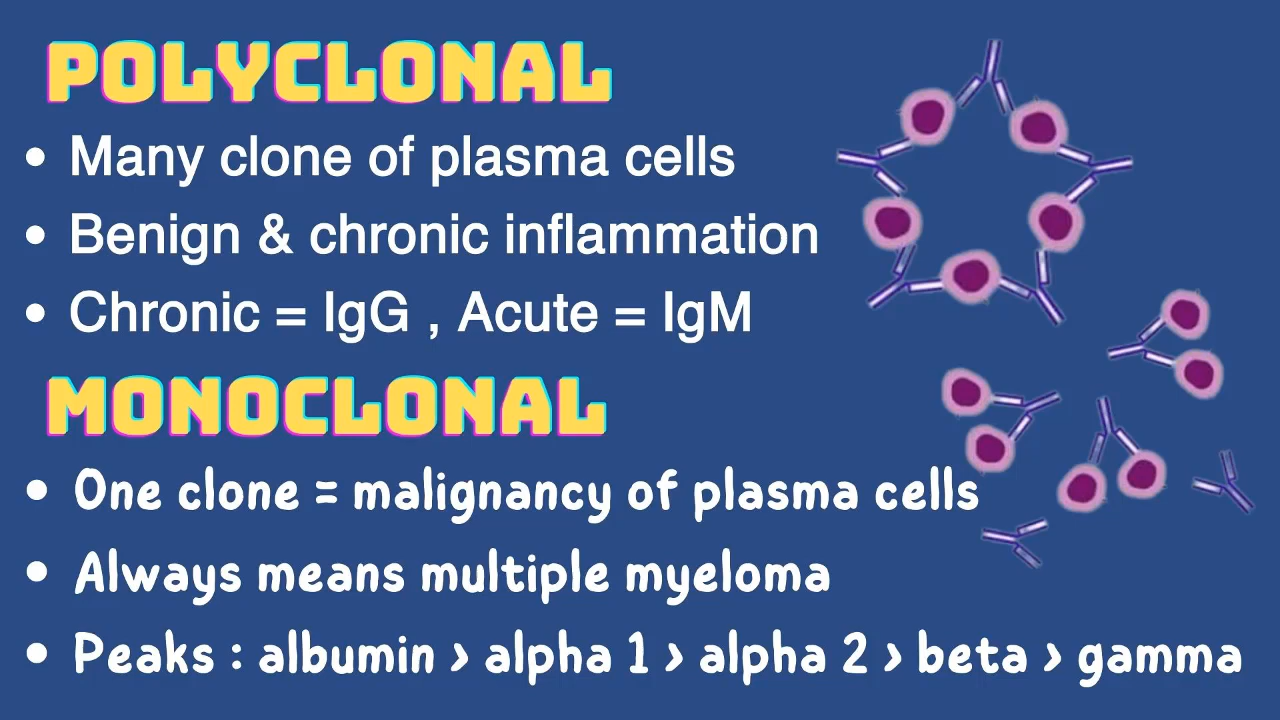 POLYCLONAL
• Many clone of plasma cells
• Benign & chronic inflammation
• Chronic = IgG , Acute = IgM
MONOCLONAL
• One clone = malignancy of plasma cells
• Always means multiple myeloma
• Peaks : albumin > alpha 1 > alpha 2 > beta > gamma